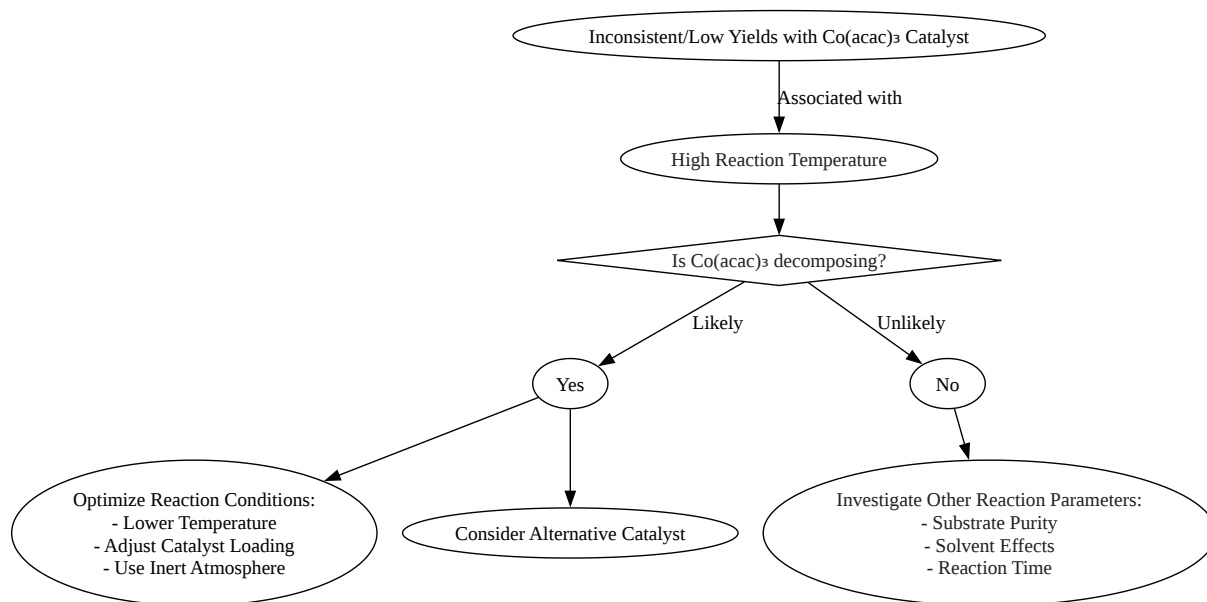 Inconsistent/Low Yields with Co(acac)₃ Catalyst
Associated with
High Reaction Temperature
Is Co(acac)₃ decomposing?
Likely
Unlikely
Yes
No
Optimize Reaction Conditions:
- Lower Temperature
- Adjust Catalyst Loading
- Use Inert Atmosphere
Consider Alternative Catalyst
Investigate Other Reaction Parameters:
- Substrate Purity
- Solvent Effects
- Reaction Time